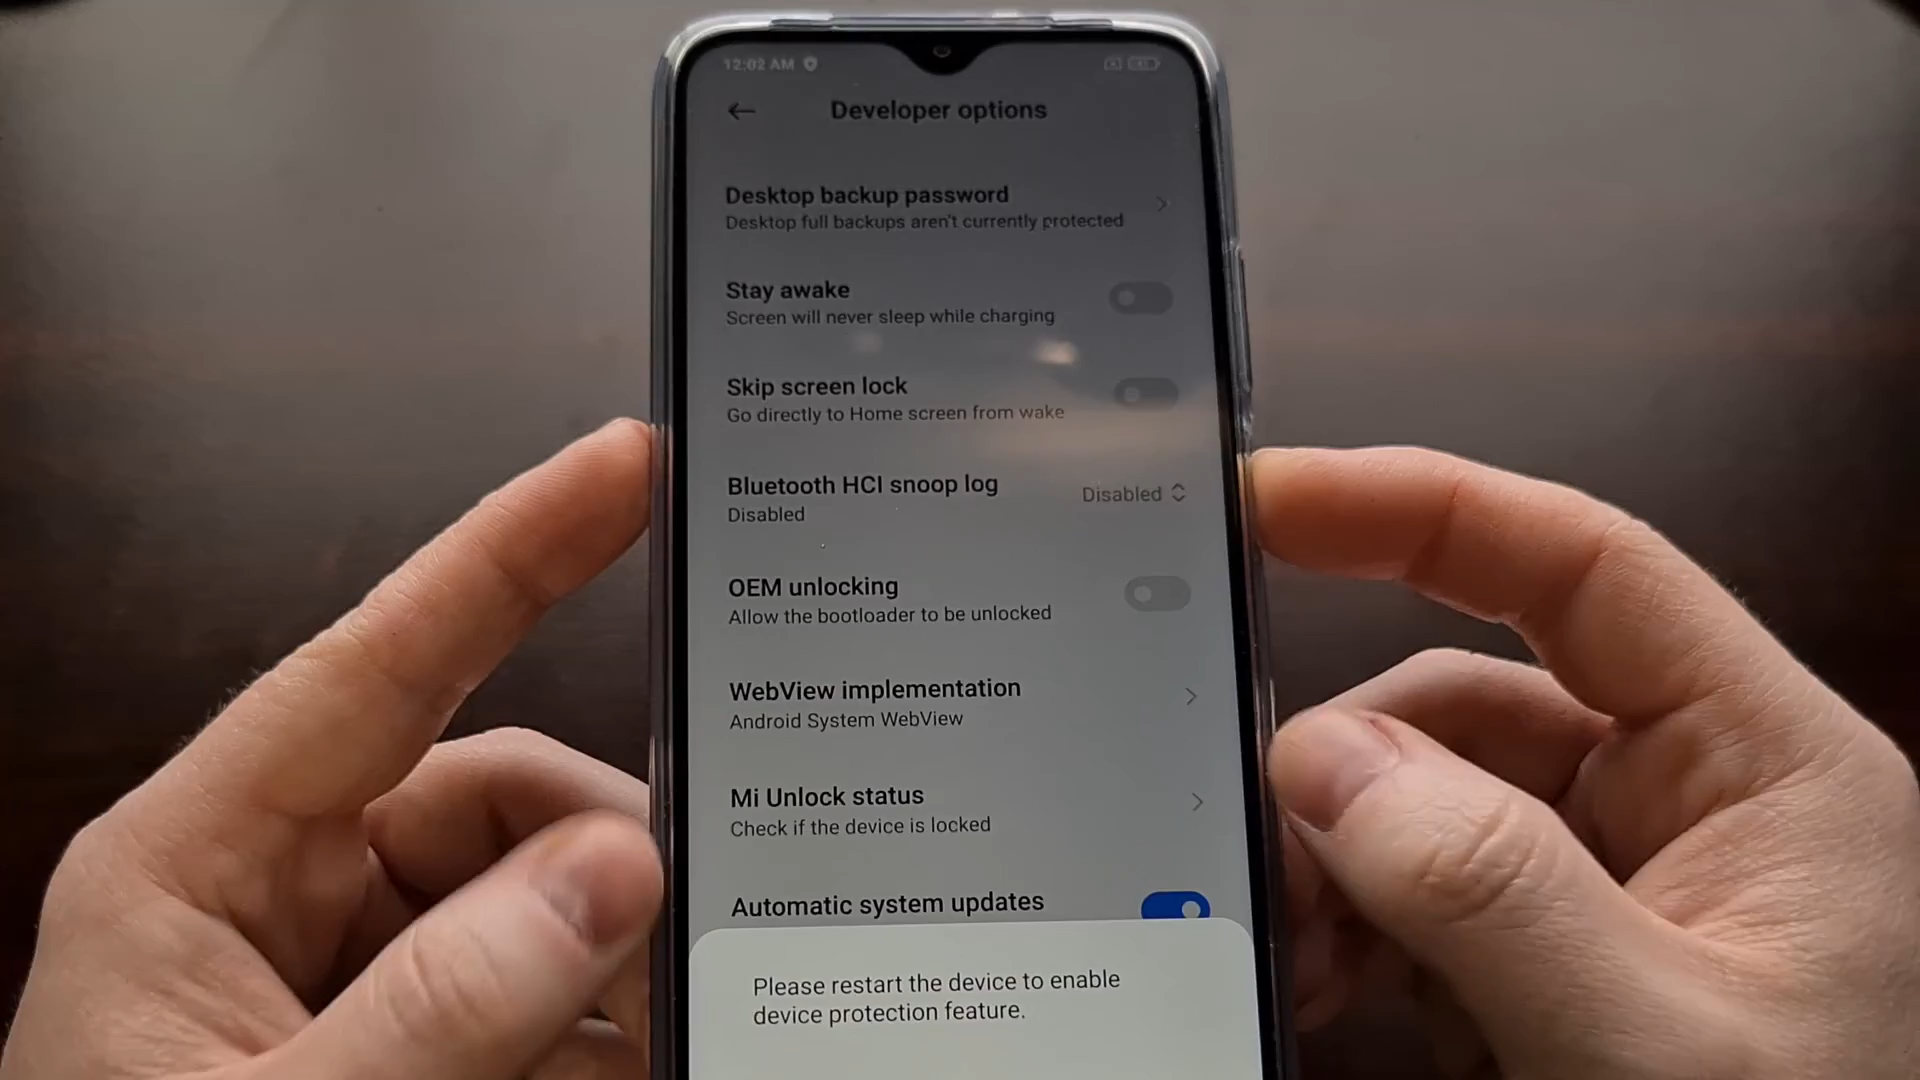 12:02 AM
Developer options
Desktop backup password
Desktop full backups aren't currently protected
Stay awake
Screen will never sleep while charging
Skip screen lock
Go directly to Home screen from wake
Bluetooth HCI snoop log
Disabled
Disabled
OEM unlocking
Allow the bootloader to be unlocked
WebView implementation
Android System WebView
Mi Unlock status
Check if the device is locked
Automatic system updates
Please restart the device to enable
device protection feature.